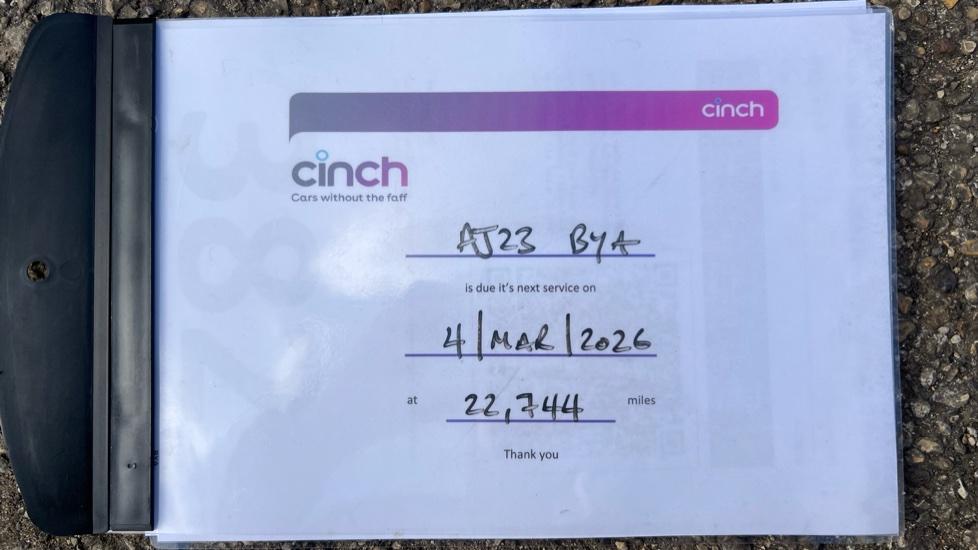 cinch
cinch
Cars without the faff
AJ23 BYA
is due it's next service on
4/MAR/2026
at 22,744 miles
Thank you